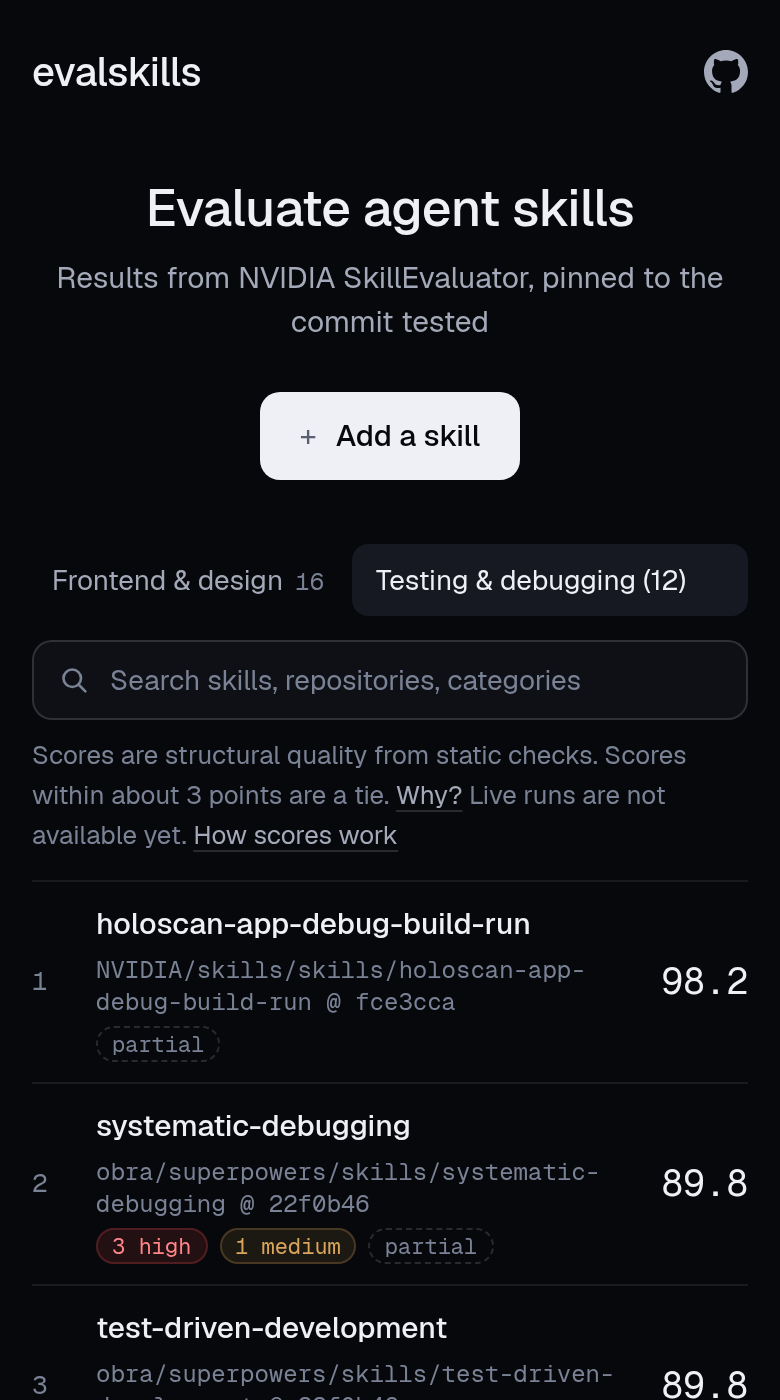 evalskills
Evaluate agent skills
Results from NVIDIA SkillEvaluator, pinned to the
commit tested
+ Add a skill
Frontend & design 16
Testing & debugging (12)
Search skills, repositories, categories
Scores are structural quality from static checks. Scores
within about 3 points are a tie. Why? Live runs are not
available yet. How scores work
1
holoscan-app-debug-build-run
NVIDIA/skills/skills/holoscan-app-
debug-build-run @ fce3cca
partial
98.2
2
systematic-debugging
obra/superpowers/skills/systematic-
debugging @ 22f0b46
3 high 1 medium partial
89.8
3
test-driven-development
obra/superpowers/skills/test-driven-
89.8